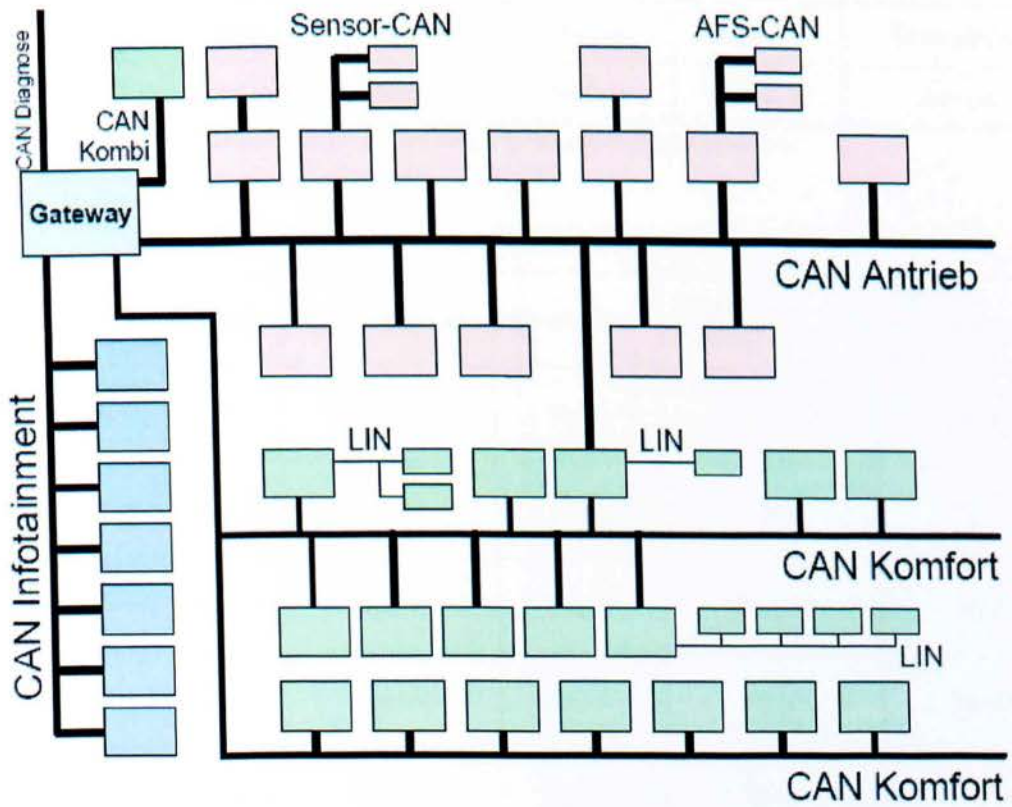 Sensor-CAN
AFS-CAN
CAN Diagnose
CAN
Kombi
Gateway
CAN Antrieb
CAN Infotainment
LIN
LIN
CAN Komfort
LIN
CAN Komfort